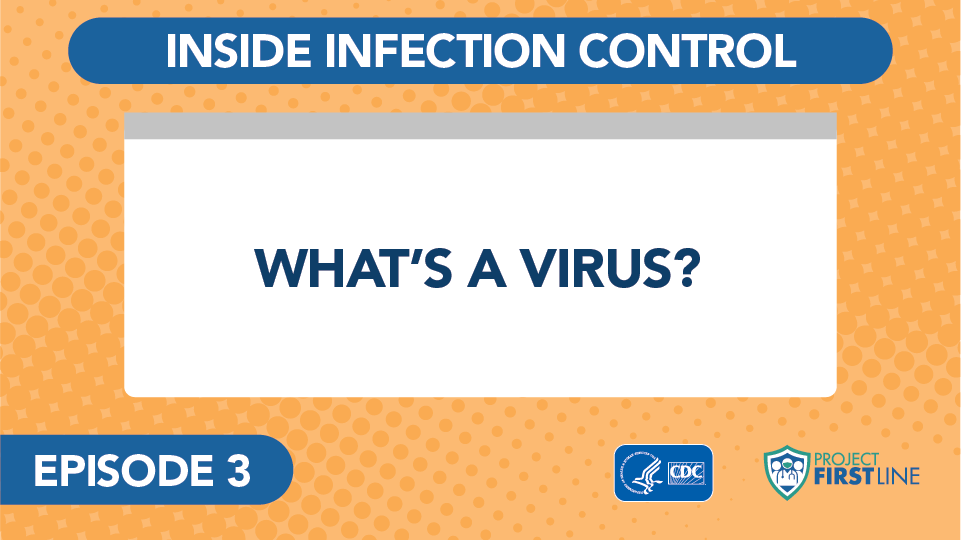 INSIDE INFECTION CONTROL
WHAT'S A VIRUS?
EPISODE 3
CDC
PROJECT
FIRSTLINE